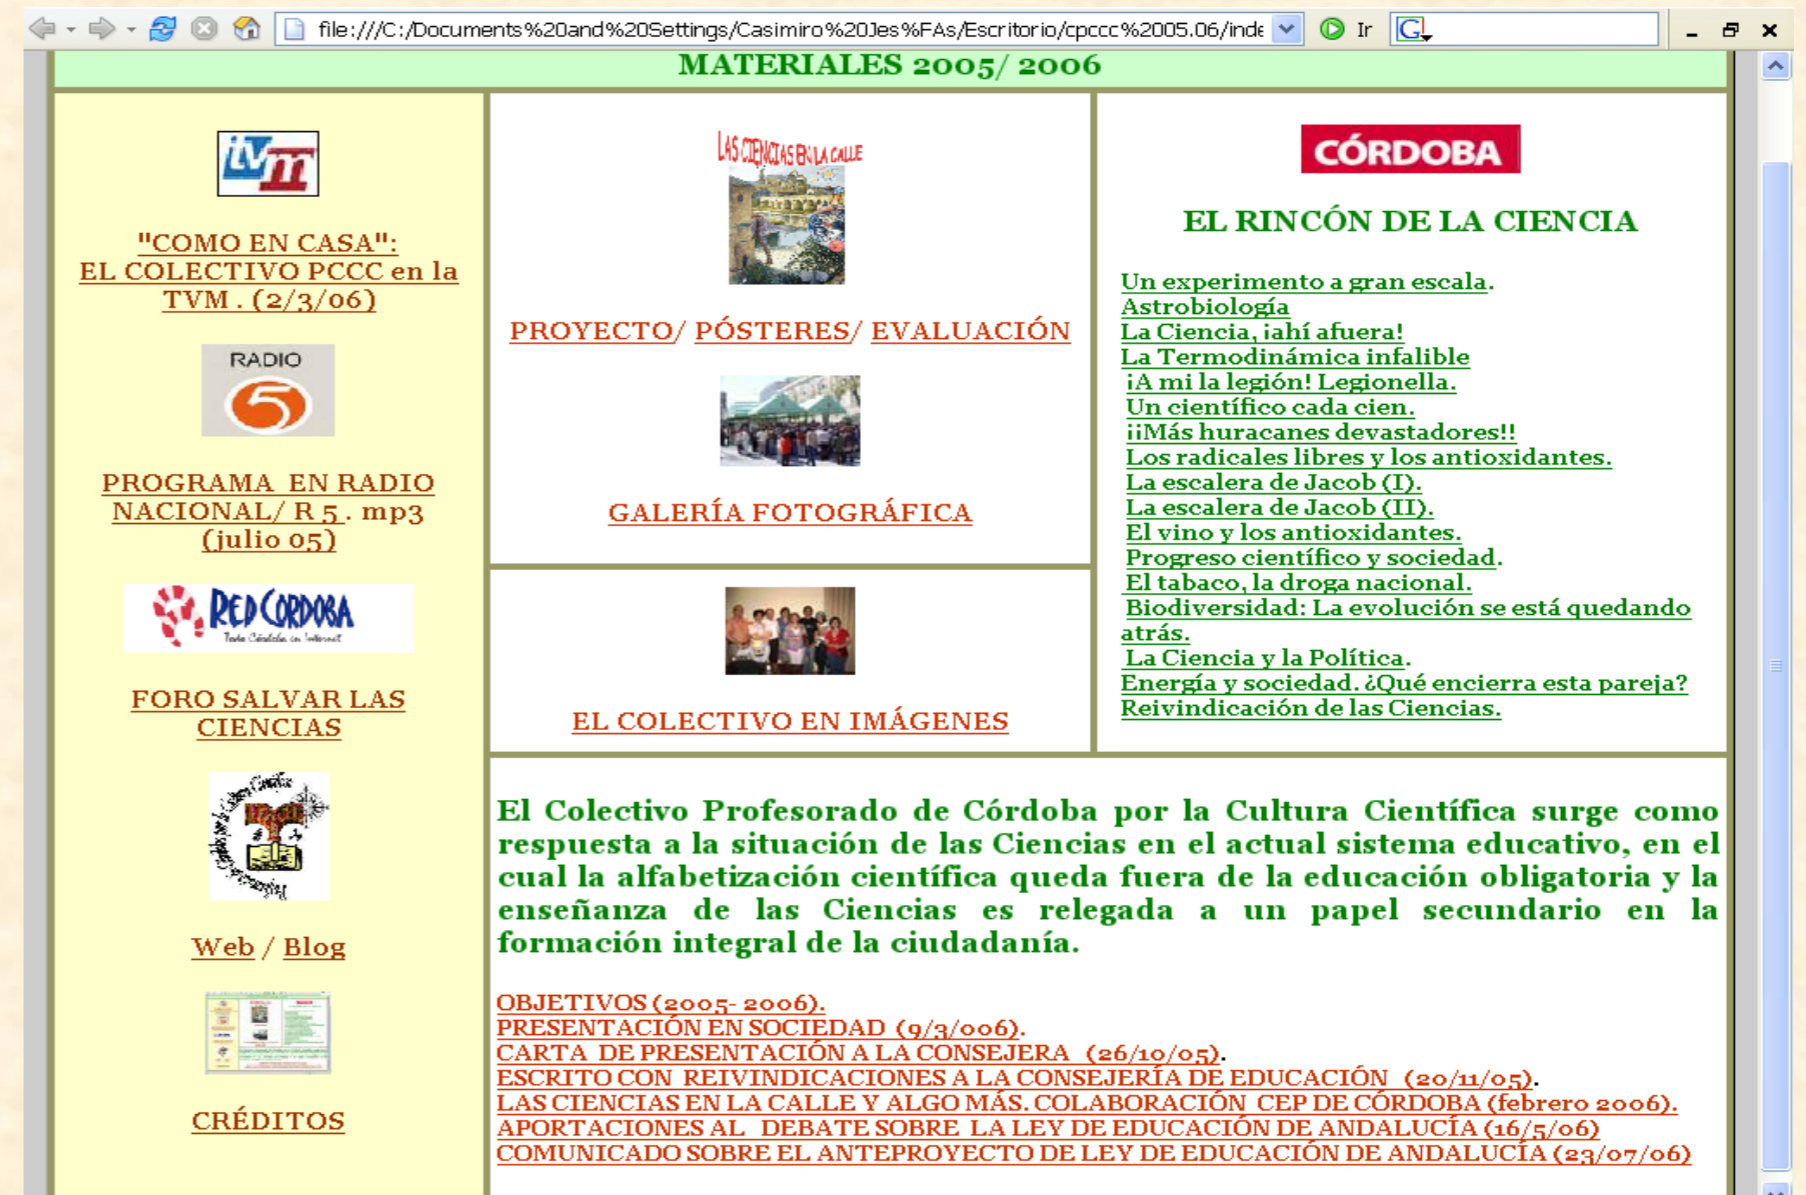 file:///C:/Documents%20and%20Settings/Casimiro%20Jes%FAs/Escritorio/cpccc%2005.06/inde
Ir
G
MATERIALES 2005/ 2006
tvm
"COMO EN CASA":
EL COLECTIVO PCCC en la
TVM . (2/3/06)
RADIO
5
PROGRAMA EN RADIO
NACIONAL/ R 5 . mp3
(julio 05)
RED CORDOBA
Toda Córdoba en Internet
FORO SALVAR LAS
CIENCIAS
Web / Blog
CRÉDITOS
LAS CIENCIAS EN LA CALLE
PROYECTO/ PÓSTERES/ EVALUACIÓN
GALERÍA FOTOGRÁFICA
EL COLECTIVO EN IMÁGENES
CÓRDOBA
EL RINCÓN DE LA CIENCIA
Un experimento a gran escala.
Astrobiología
La Ciencia, ¡ahí afuera!
La Termodinámica infalible
¡A mi la legión! Legionella.
Un científico cada cien.
¡¡Más huracanes devastadores!!
Los radicales libres y los antioxidantes.
La escalera de Jacob (I).
La escalera de Jacob (II).
El vino y los antioxidantes.
Progreso científico y sociedad.
El tabaco, la droga nacional.
Biodiversidad: La evolución se está quedando
atrás.
La Ciencia y la Política.
Energía y sociedad. ¿Qué encierra esta pareja?
Reivindicación de las Ciencias.
El Colectivo Profesorado de Córdoba por la Cultura Científica surge como
respuesta a la situación de las Ciencias en el actual sistema educativo, en el
cual la alfabetización científica queda fuera de la educación obligatoria y la
enseñanza de las Ciencias es relegada a un papel secundario en la
formación integral de la ciudadanía.
OBJETIVOS (2005- 2006).
PRESENTACIÓN EN SOCIEDAD (9/3/006).
CARTA DE PRESENTACIÓN A LA CONSEJERA (26/10/05).
ESCRITO CON REIVINDICACIONES A LA CONSEJERÍA DE EDUCACIÓN (20/11/05).
LAS CIENCIAS EN LA CALLE Y ALGO MÁS. COLABORACIÓN CEP DE CÓRDOBA (febrero 2006).
APORTACIONES AL DEBATE SOBRE LA LEY DE EDUCACIÓN DE ANDALUCÍA (16/5/06)
COMUNICADO SOBRE EL ANTEPROYECTO DE LEY DE EDUCACIÓN DE ANDALUCÍA (23/07/06)